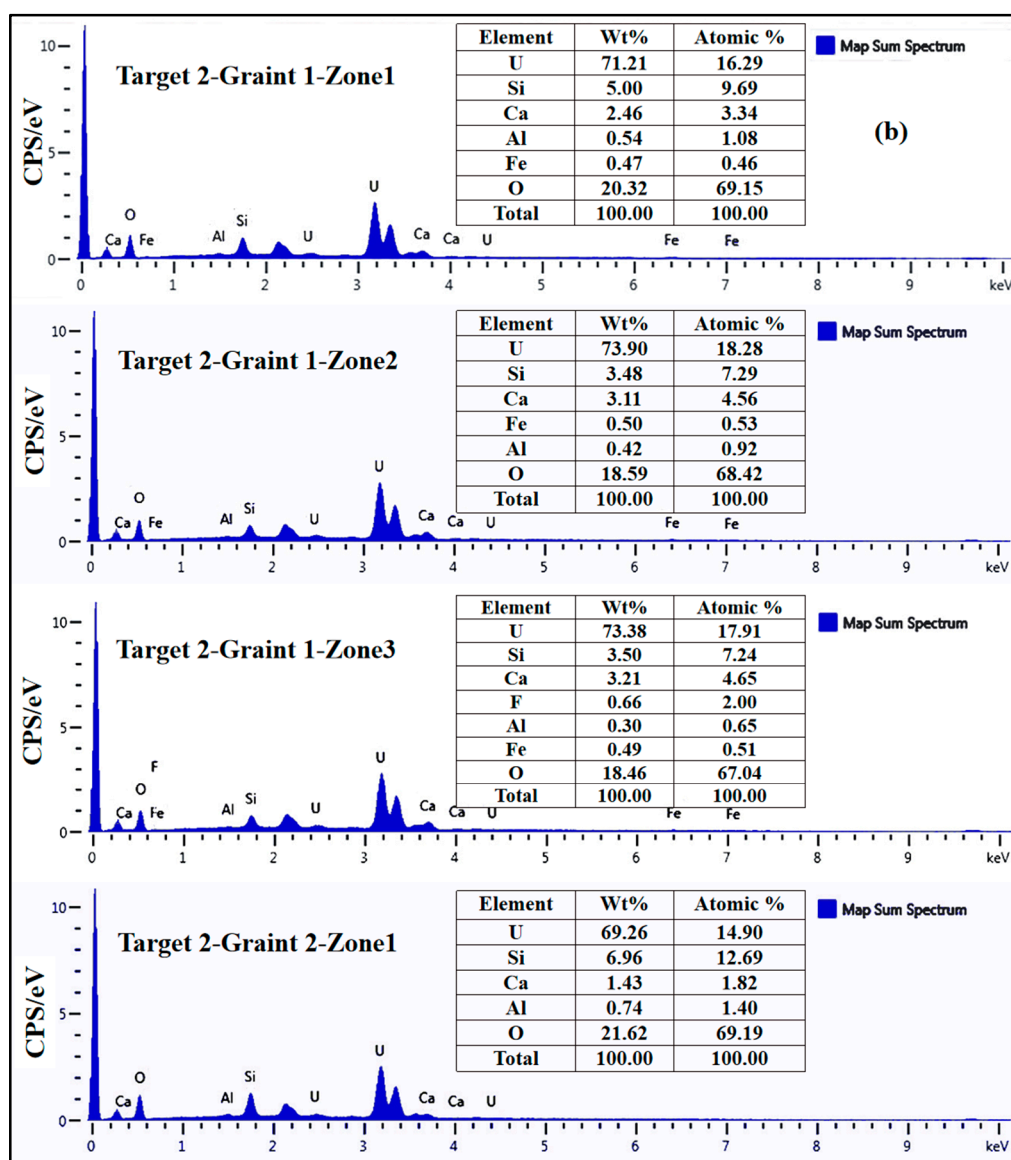 Element Wt% Atomic %
U 71.21 16.29
Si 5.00 9.69
Ca 2.46 3.34
Al 0.54 1.08
Fe 0.47 0.46
O 20.32 69.15
Total 100.00 100.00
Map Sum Spectrum
Target 2-Graint 1-Zone1
(b)
CPS/eV
10
5
0
Ca O Fe Al Si U U Ca Ca U Fe Fe
0 1 2 3 4 5 6 7 8 9 keV
Element Wt% Atomic %
U 73.90 18.28
Si 3.48 7.29
Ca 3.11 4.56
Fe 0.50 0.53
Al 0.42 0.92
O 18.59 68.42
Total 100.00 100.00
Map Sum Spectrum
Target 2-Graint 1-Zone2
CPS/eV
10
5
0
Ca O Fe Al Si U U Ca Ca U Fe Fe
0 1 2 3 4 5 6 7 8 9 keV
Element Wt% Atomic %
U 73.38 17.91
Si 3.50 7.24
Ca 3.21 4.65
F 0.66 2.00
Al 0.30 0.65
Fe 0.49 0.51
O 18.46 67.04
Total 100.00 100.00
Map Sum Spectrum
Target 2-Graint 1-Zone3
CPS/eV
10
5
0
F
Ca O Fe Al Si U U Ca Ca U Fe Fe
0 1 2 3 4 5 6 7 8 9 keV
Element Wt% Atomic %
U 69.26 14.90
Si 6.96 12.69
Ca 1.43 1.82
Al 0.74 1.40
O 21.62 69.19
Total 100.00 100.00
Map Sum Spectrum
Target 2-Graint 2-Zone1
CPS/eV
10
5
0
Ca O Al Si U U Ca Ca U
0 1 2 3 4 5 6 7 8 9 keV